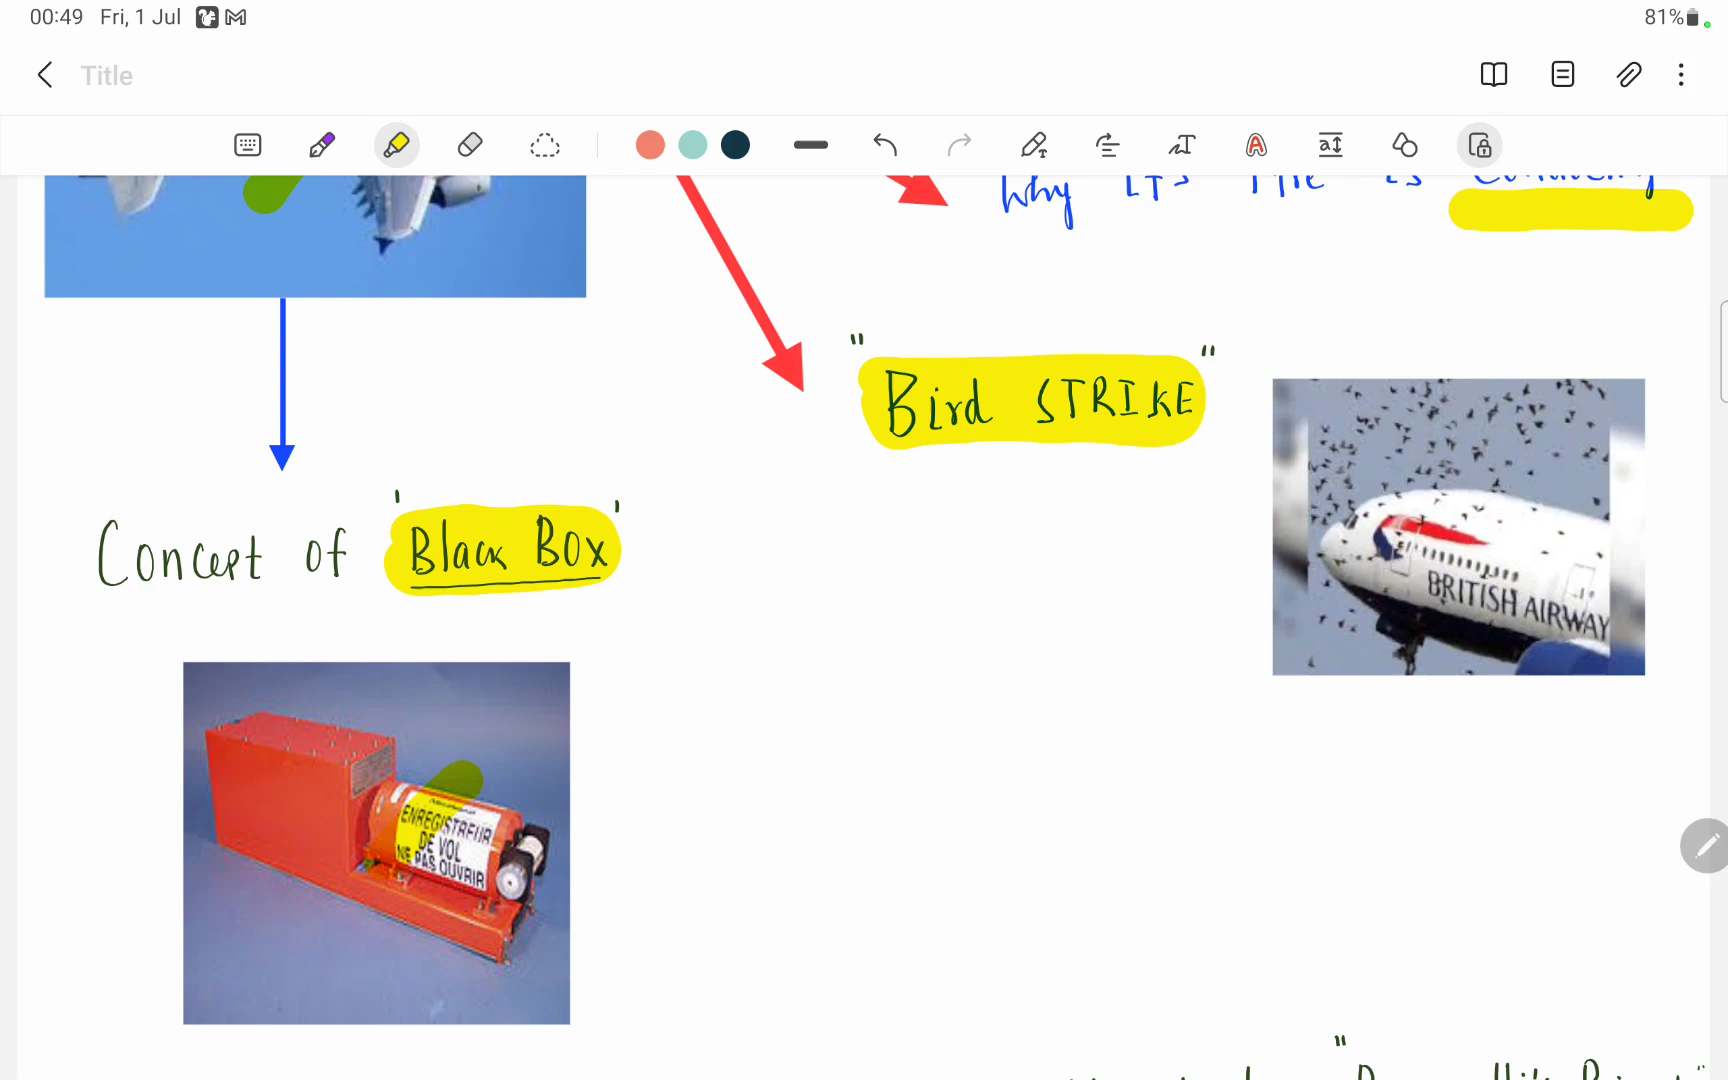 00:49 Fri, 1 Jul
81%
Title
Why
is
"Bird STRIKE"
BRITISH AIRWAY
Concept of 'Black Box'
ENREGISTREUR
DE VOL
NE PAS OUVRIR